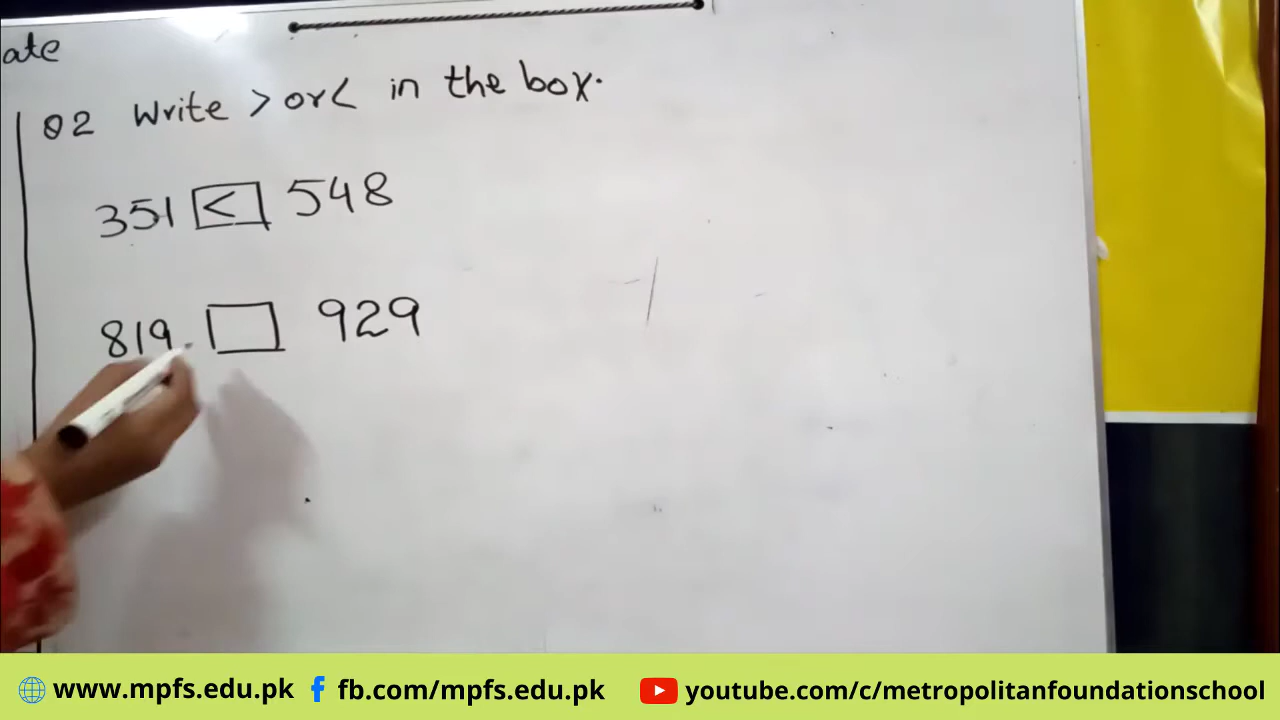 ate
Q2 Write > or < in the box.
351 < 548
819 929
www.mpfs.edu.pk fb.com/mpfs.edu.pk youtube.com/c/metropolitanfoundationschool